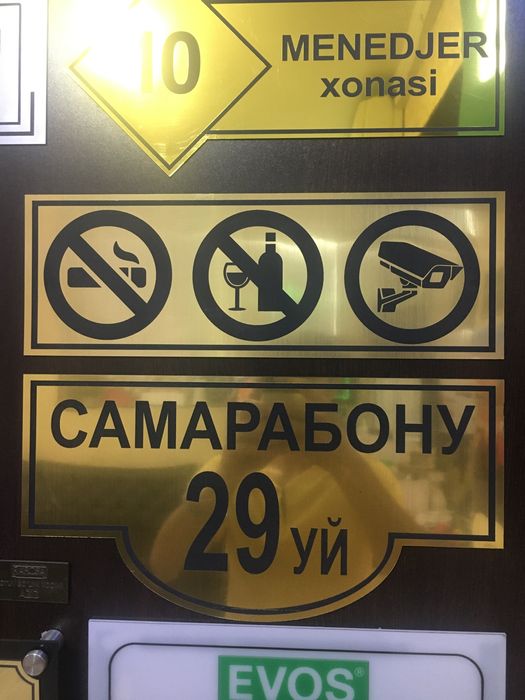 10
MENEDJER
xonasi
САМАРАБОНУ
29 УЙ
EVOS®